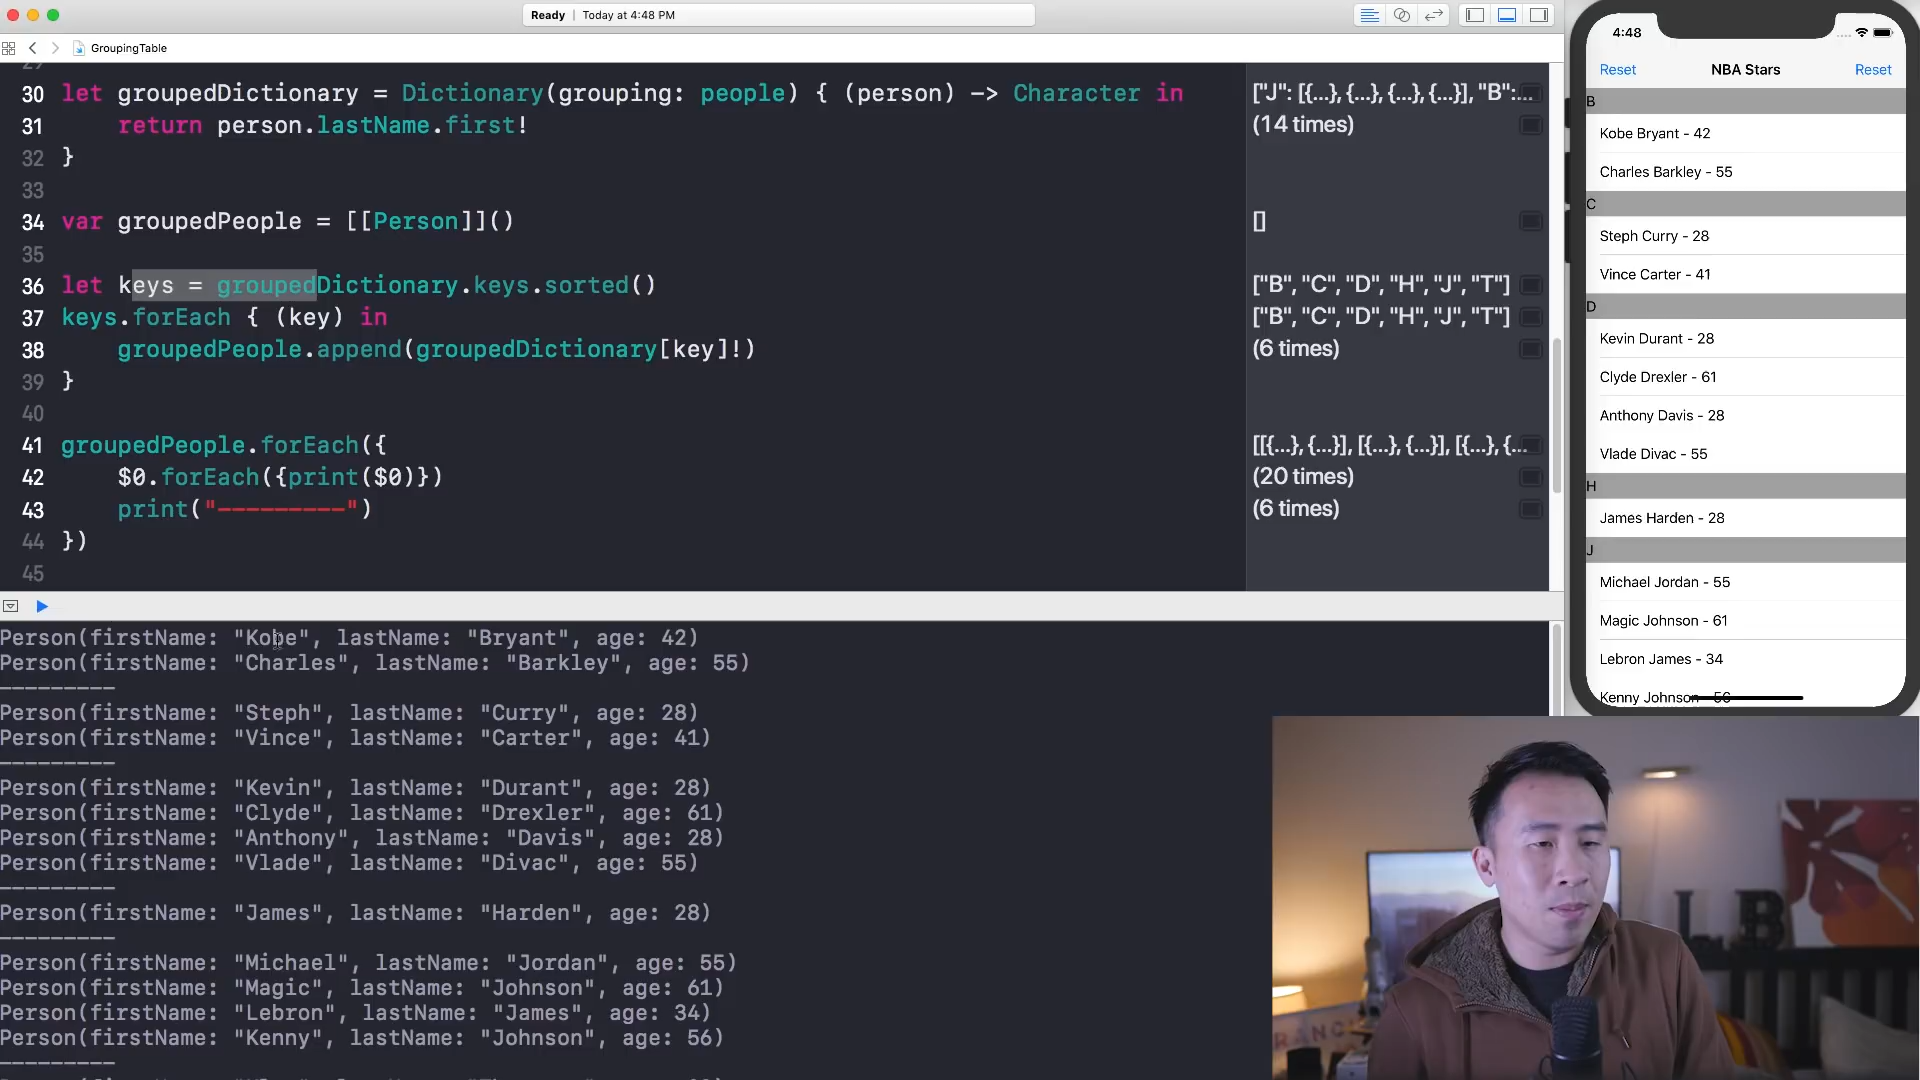 Ready | Today at 4:48 PM
GroupingTable
29
30 let groupedDictionary = Dictionary(grouping: people) { (person) -> Character in
["J": [{...}, {...}, {...}, {...}], "B":...
31 return person.lastName.first!
(14 times)
32 }
33
34 var groupedPeople = [[Person]]()
[]
35
36 let keys = groupedDictionary.keys.sorted()
["B", "C", "D", "H", "J", "T"]
37 keys.forEach { (key) in
["B", "C", "D", "H", "J", "T"]
38 groupedPeople.append(groupedDictionary[key]!)
(6 times)
39 }
40
41 groupedPeople.forEach({
[[{...}, {...}], [{...}, {...}], [{...}, {...
42 $0.forEach({print($0)})
(20 times)
43 print("---------")
(6 times)
44 })
45
Person(firstName: "Kobe", lastName: "Bryant", age: 42)
Person(firstName: "Charles", lastName: "Barkley", age: 55)
---------
Person(firstName: "Steph", lastName: "Curry", age: 28)
Person(firstName: "Vince", lastName: "Carter", age: 41)
---------
Person(firstName: "Kevin", lastName: "Durant", age: 28)
Person(firstName: "Clyde", lastName: "Drexler", age: 61)
Person(firstName: "Anthony", lastName: "Davis", age: 28)
Person(firstName: "Vlade", lastName: "Divac", age: 55)
---------
Person(firstName: "James", lastName: "Harden", age: 28)
---------
Person(firstName: "Michael", lastName: "Jordan", age: 55)
Person(firstName: "Magic", lastName: "Johnson", age: 61)
Person(firstName: "Lebron", lastName: "James", age: 34)
Person(firstName: "Kenny", lastName: "Johnson", age: 56)
---------
4:48
Reset NBA Stars Reset
B
Kobe Bryant - 42
Charles Barkley - 55
C
Steph Curry - 28
Vince Carter - 41
D
Kevin Durant - 28
Clyde Drexler - 61
Anthony Davis - 28
Vlade Divac - 55
H
James Harden - 28
J
Michael Jordan - 55
Magic Johnson - 61
Lebron James - 34
Kenny Johnson - 56
L B